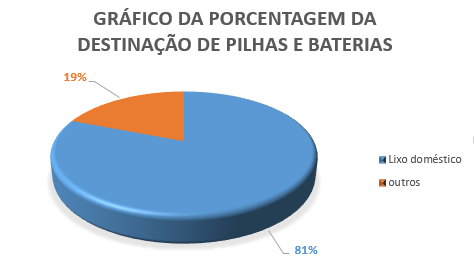 GRÁFICO DA PORCENTAGEM DA
DESTINAÇÃO DE PILHAS E BATERIAS
19%
Lixo doméstico
outros
81%